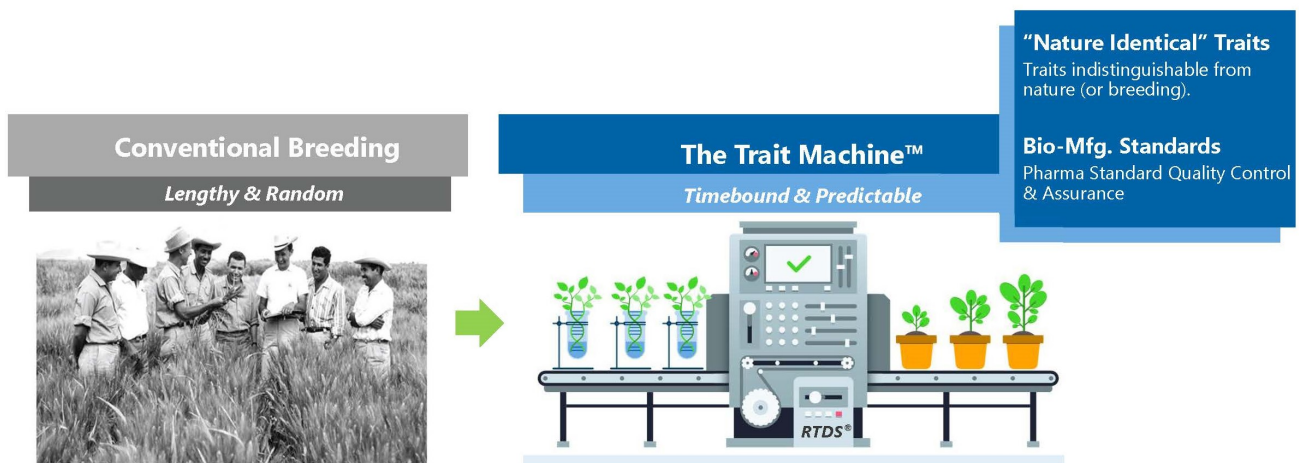 Conventional Breeding
Lengthy & Random
The Trait Machine™
Timebound & Predictable
“Nature Identical” Traits
Traits indistinguishable from
nature (or breeding).
Bio-Mfg. Standards
Pharma Standard Quality Control
& Assurance
RTDS®